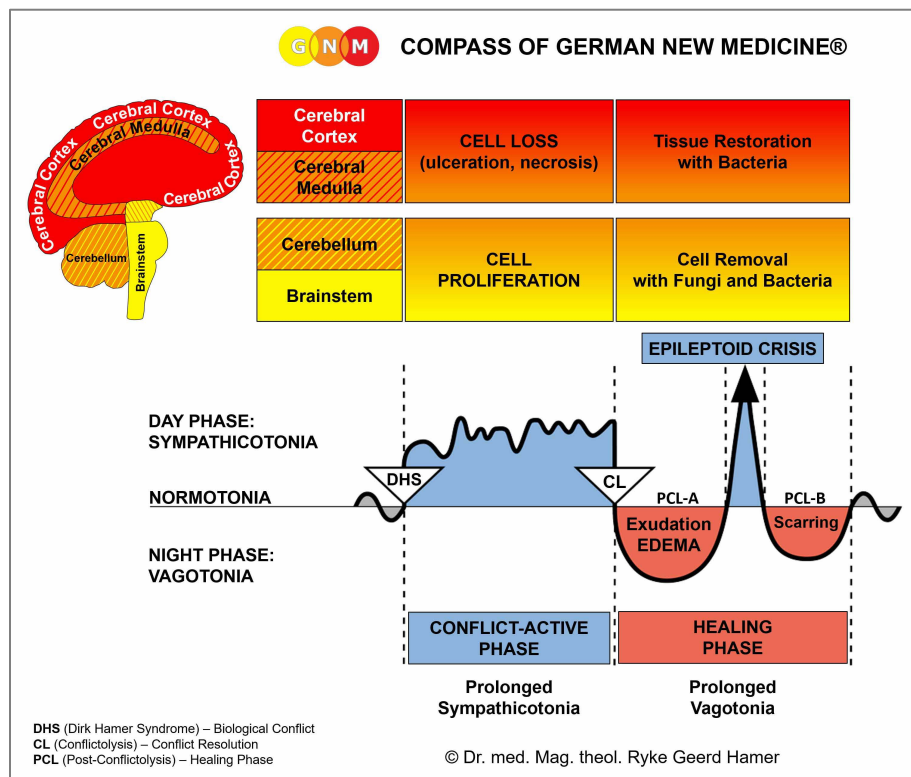 G N M
COMPASS OF GERMAN NEW MEDICINE®
Cerebral Cortex
Cerebral Cortex
Cerebral Cortex
Cerebral Cortex
Cerebral Medulla
Cerebellum
Brainstem
Cerebral
Cortex
Cerebral
Medulla
CELL LOSS
(ulceration, necrosis)
Tissue Restoration
with Bacteria
Cerebellum
Brainstem
CELL
PROLIFERATION
Cell Removal
with Fungi and Bacteria
EPILEPTOID CRISIS
DAY PHASE:
SYMPATHICOTONIA
DHS
CL
NORMOTONIA
PCL-A
PCL-B
Exudation
EDEMA
Scarring
NIGHT PHASE:
VAGOTONIA
CONFLICT-ACTIVE
PHASE
HEALING
PHASE
Prolonged
Sympathicotonia
Prolonged
Vagotonia
DHS (Dirk Hamer Syndrome) – Biological Conflict
CL (Conflictolysis) – Conflict Resolution
PCL (Post-Conflictolysis) – Healing Phase
© Dr. med. Mag. theol. Ryke Geerd Hamer